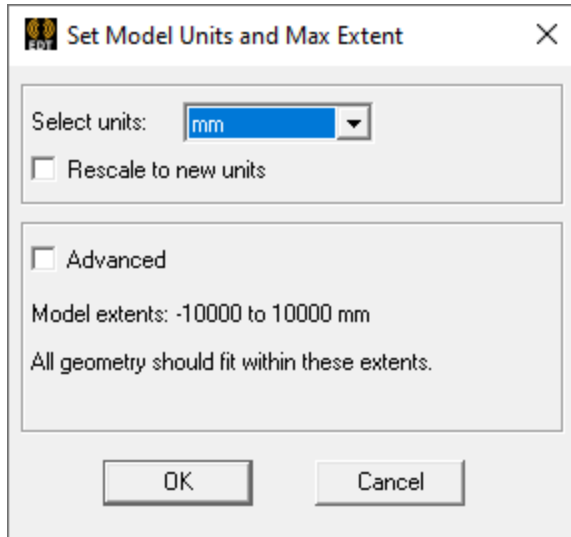 EDT
Set Model Units and Max Extent
Select units: mm
Rescale to new units
Advanced
Model extents: -10000 to 10000 mm
All geometry should fit within these extents.
OK Cancel